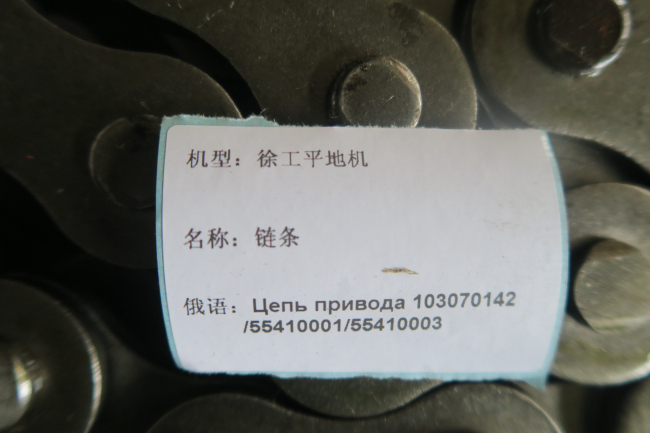 机型：徐工平地机
名称：链条
俄语：Цепь привода 103070142
/55410001/55410003